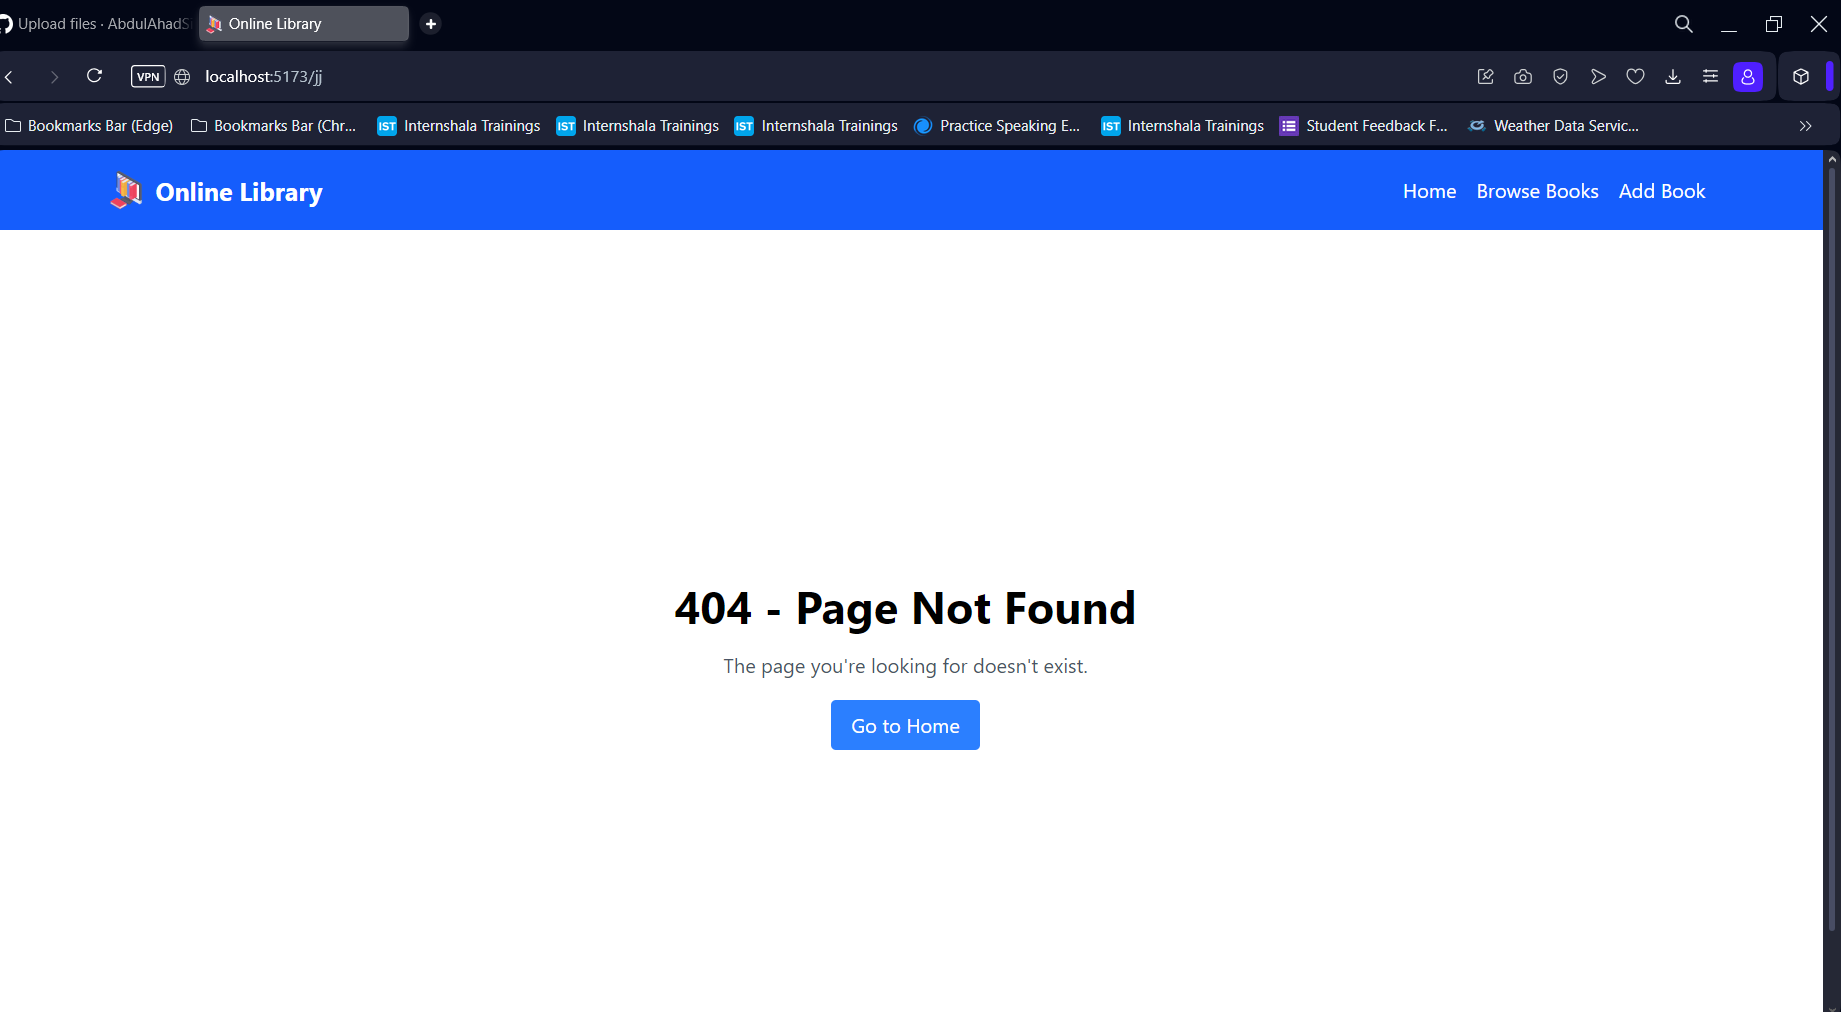 Upload files · AbdulAhadS
Online Library
VPN
localhost:5173/jj
Bookmarks Bar (Edge)
Bookmarks Bar (Chr...
IST Internshala Trainings
IST Internshala Trainings
IST Internshala Trainings
Practice Speaking E...
IST Internshala Trainings
Student Feedback F...
Weather Data Servic...
Online Library
Home
Browse Books
Add Book
404 - Page Not Found
The page you're looking for doesn't exist.
Go to Home